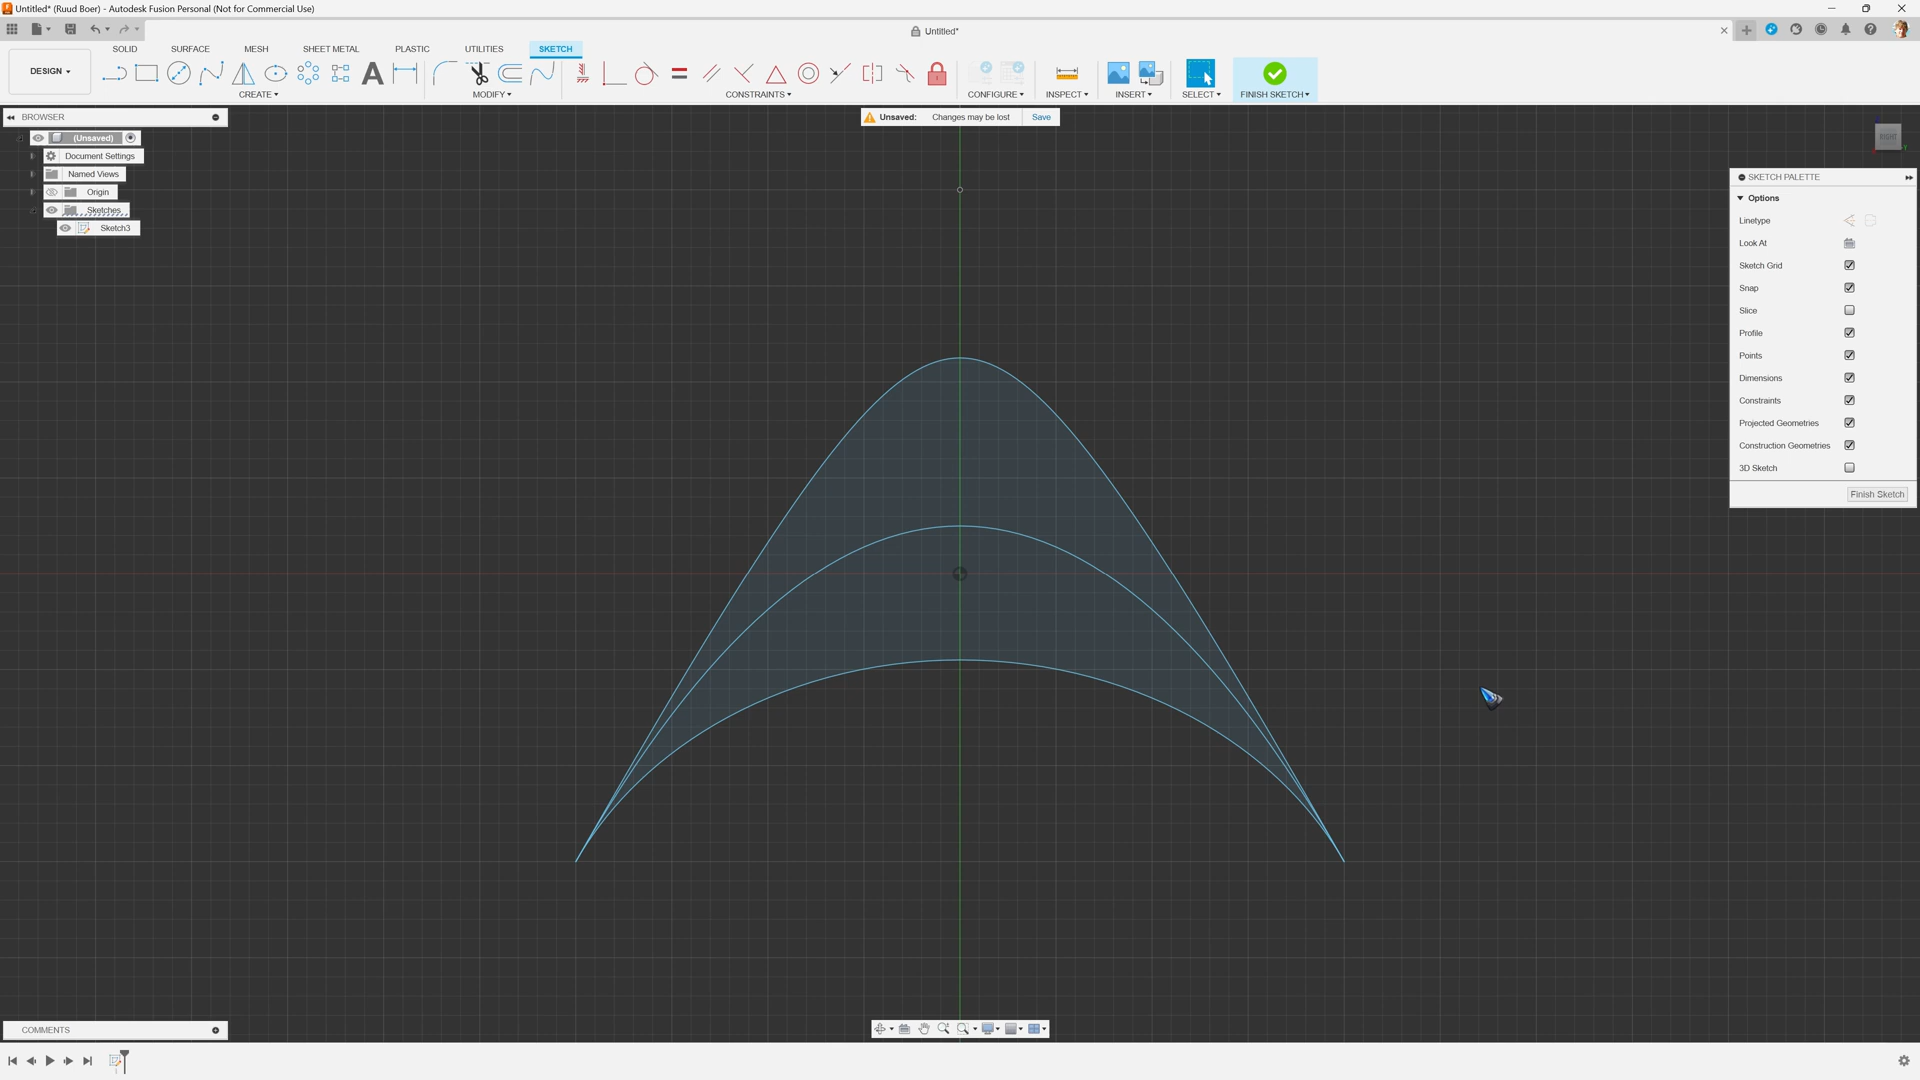 Untitled* (Ruud Boer) - Autodesk Fusion Personal (Not for Commercial Use)
Untitled*
SOLID SURFACE MESH SHEET METAL PLASTIC UTILITIES SKETCH
DESIGN
CREATE MODIFY CONSTRAINTS CONFIGURE INSPECT INSERT SELECT FINISH SKETCH
BROWSER
Unsaved: Changes may be lost Save
(Unsaved)
RIGHT
Document Settings
Named Views
Origin
Sketches
Sketch3
SKETCH PALETTE
Options
Linetype
Look At
Sketch Grid
Snap
Slice
Profile
Points
Dimensions
Constraints
Projected Geometries
Construction Geometries
3D Sketch
Finish Sketch
COMMENTS